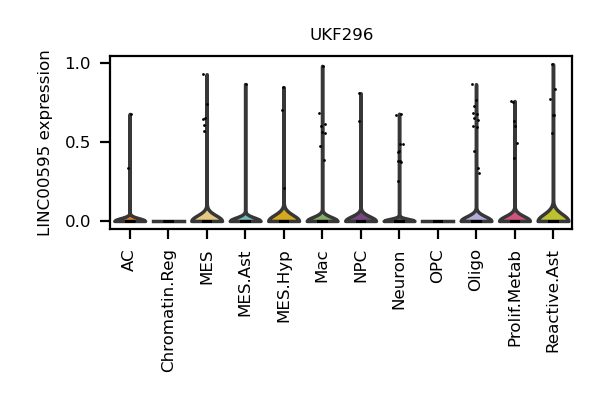 UKF296
LINC00595 expression
1.0
0.5
0.0
AC
Chromatin.Reg
MES
MES.Ast
MES.Hyp
Mac
NPC
Neuron
OPC
Oligo
Prolif.Metab
Reactive.Ast